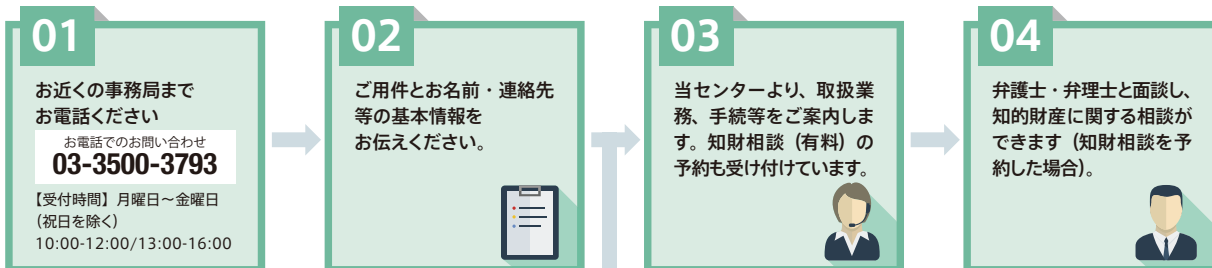 01
お近くの事務局まで
お電話ください
お電話でのお問い合わせ
03-3500-3793
【受付時間】月曜日～金曜日
(祝日を除く)
10:00-12:00/13:00-16:00
02
ご用件とお名前・連絡先
等の基本情報を
お伝えください。
03
当センターより、取扱業
務、手続等をご案内しま
す。知財相談（有料）の
予約も受け付けています。
04
弁護士・弁理士と面談し、
知的財産に関する相談が
できます（知財相談を予
約した場合）。